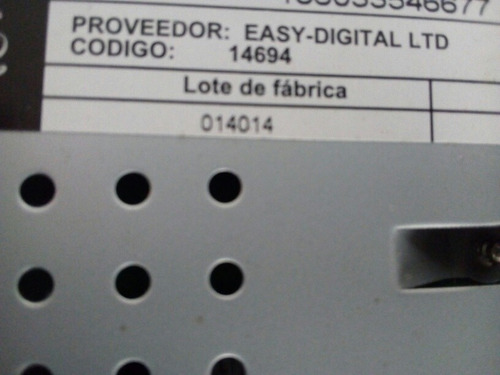 PROVEEDOR: EASY-DIGITAL LTD
CODIGO: 14694
Lote de fábrica
014014